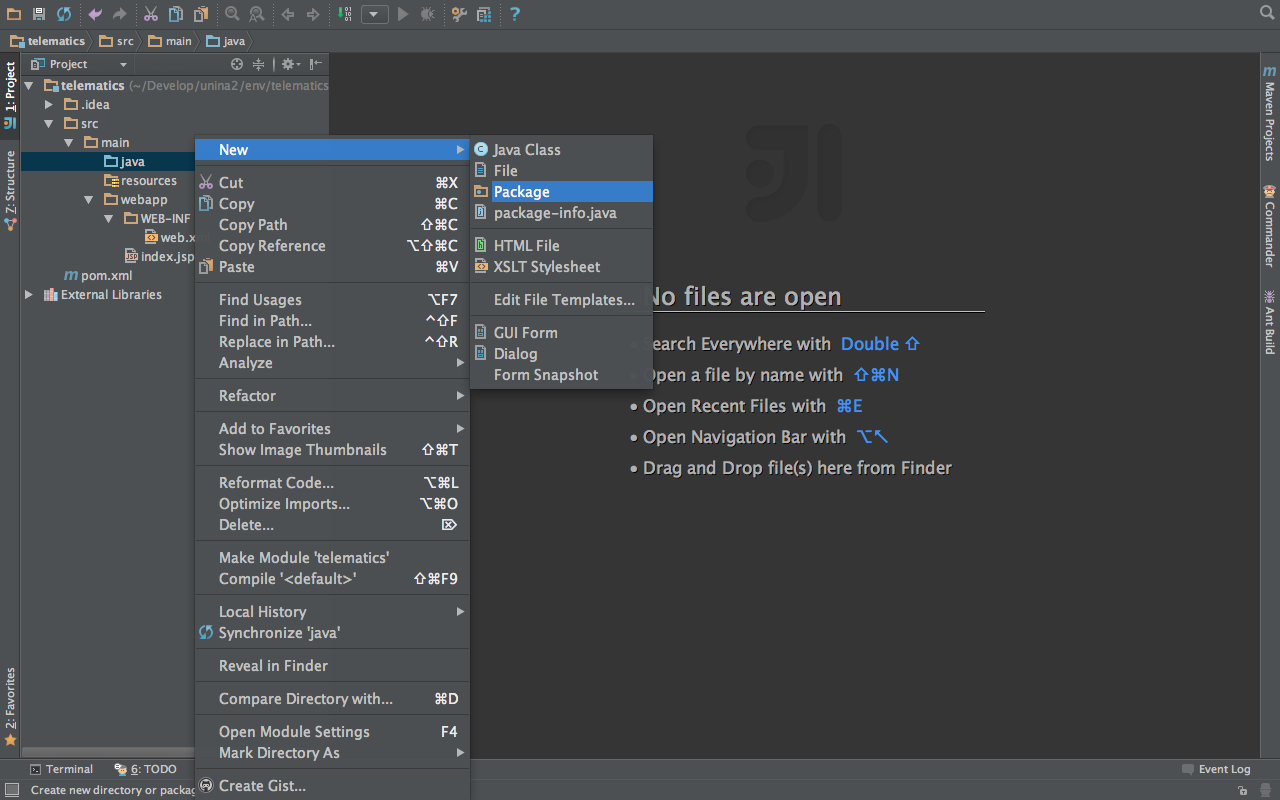 telematics src main java
1: Project
Z: Structure
2: Favorites
Project
telematics (~/Develop/unina2/env/telematics
.idea
src
main
java
resources
webapp
WEB-INF
web.x
index.jsp
pom.xml
External Libraries
New
Cut ⌘X
Copy ⌘C
Copy Path ⇧⌘C
Copy Reference ⌥⇧⌘C
Paste ⌘V
Find Usages ⌥F7
Find in Path... ^⇧F
Replace in Path... ^⇧R
Analyze
Refactor
Add to Favorites
Show Image Thumbnails ⇧⌘T
Reformat Code... ⌥⌘L
Optimize Imports... ⌥⌘O
Delete... ⌦
Make Module 'telematics'
Compile '<default>' ⇧⌘F9
Local History
Synchronize 'java'
Reveal in Finder
Compare Directory with... ⌘D
Open Module Settings F4
Mark Directory As
Create Gist...
Java Class
File
Package
package-info.java
HTML File
XSLT Stylesheet
Edit File Templates...
GUI Form
Dialog
Form Snapshot
No files are open
• Search Everywhere with Double ⇧
• Open a file by name with ⇧⌘N
• Open Recent Files with ⌘E
• Open Navigation Bar with ⌥↖
• Drag and Drop file(s) here from Finder
Maven Projects
Commander
Ant Build
Terminal 6: TODO Event Log
Create new directory or packag